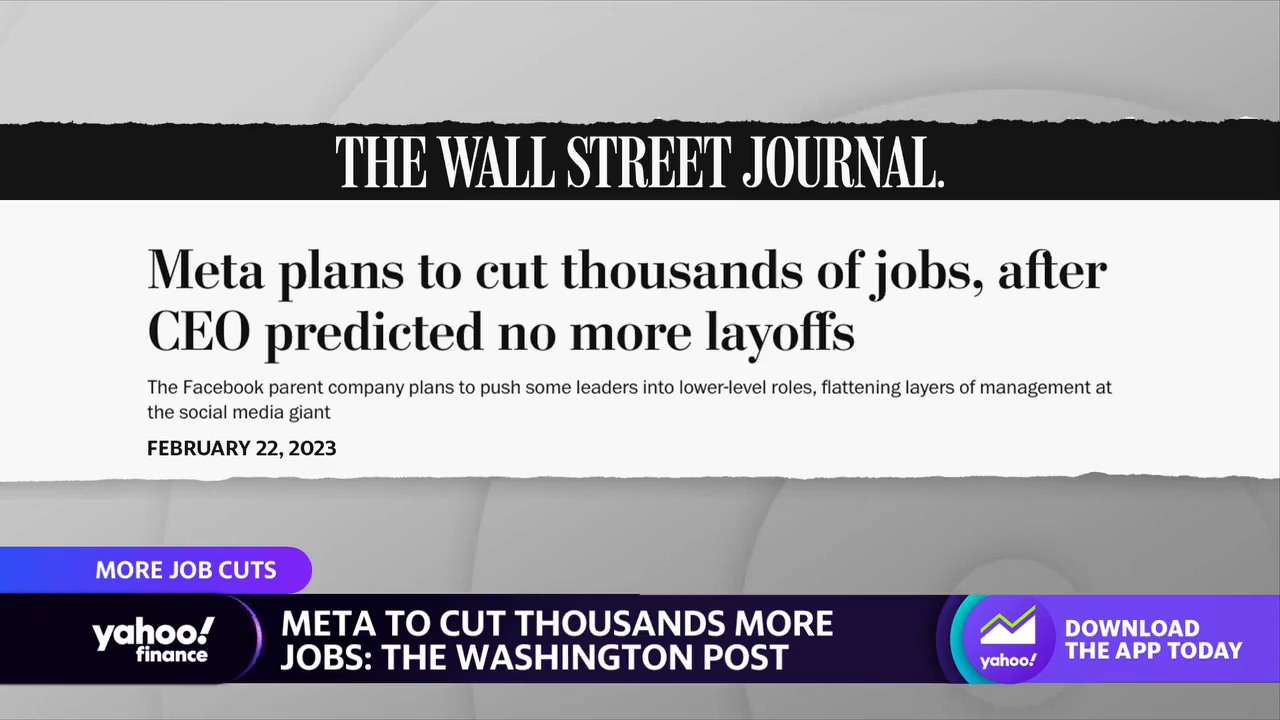 THE WALL STREET JOURNAL.
Meta plans to cut thousands of jobs, after
CEO predicted no more layoffs
The Facebook parent company plans to push some leaders into lower-level roles, flattening layers of management at
the social media giant
FEBRUARY 22, 2023
MORE JOB CUTS
yahoo!
finance
META TO CUT THOUSANDS MORE
JOBS: THE WASHINGTON POST
yahoo!
DOWNLOAD
THE APP TODAY